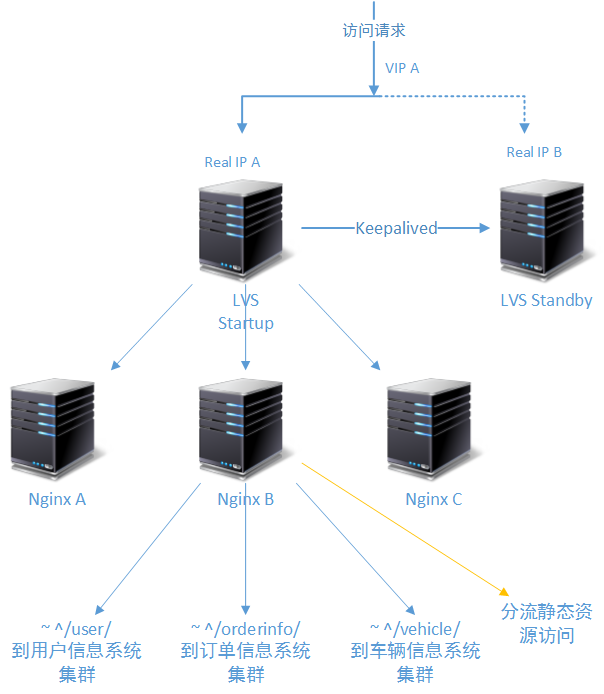 访问请求
VIP A
Real IP A
Real IP B
Keepalived
LVS
Startup
LVS Standby
Nginx A
Nginx B
Nginx C
~ ^/user/
到用户信息系统
集群
~ ^/orderinfo/
到订单信息系统
集群
~ ^/vehicle/
到车辆信息系统
集群
分流静态资
源访问